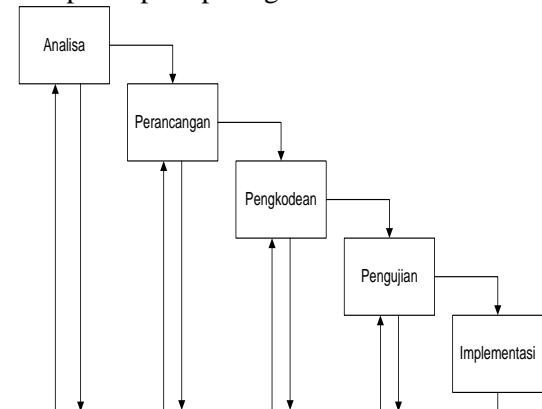 Analisa
Perancangan
Pengkodean
Pengujian
Implementasi